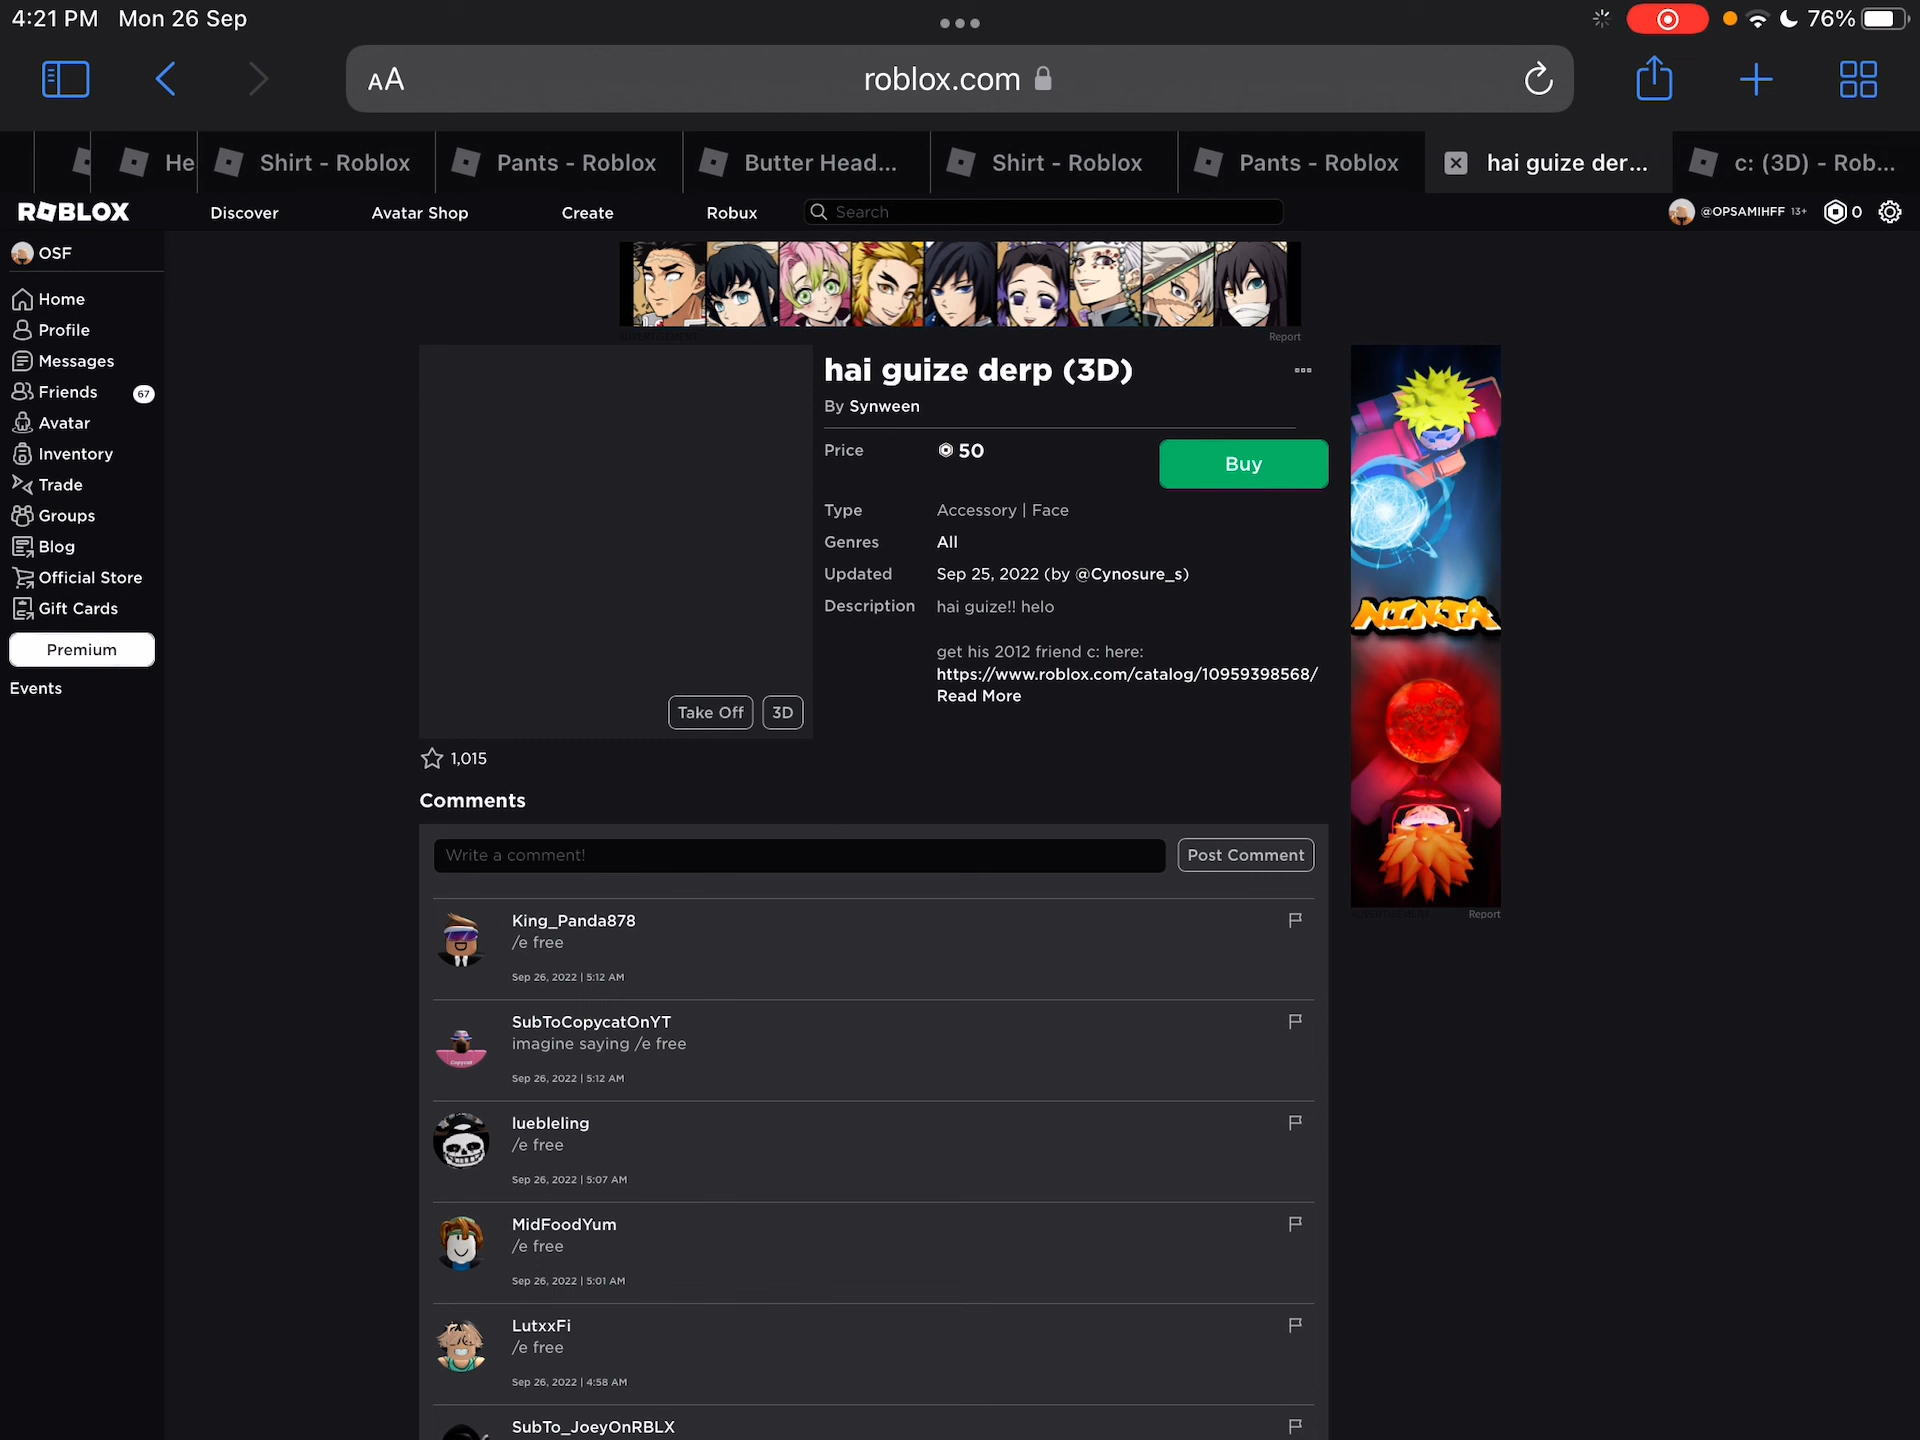 4:21 PM Mon 26 Sep
76%
AA
roblox.com
He
Shirt - Roblox
Pants - Roblox
Butter Head...
Shirt - Roblox
Pants - Roblox
hai guize der...
c: (3D) - Rob...
ROBLOX
Discover
Avatar Shop
Create
Robux
Search
@OPSAMIHFF 13+
0
OSF
Home
Profile
Messages
Friends
67
Avatar
Inventory
Trade
Groups
Blog
Official Store
Gift Cards
Premium
Events
ADVERTISEMENT
Report
hai guize derp (3D)
By Synween
Price
50
Buy
Type
Accessory | Face
Genres
All
Updated
Sep 25, 2022 (by @Cynosure_s)
Description
hai guize!! helo
get his 2012 friend c: here:
https://www.roblox.com/catalog/10959398568/
Read More
Take Off
3D
1,015
NINJA
ADVERTISEMENT
Report
Comments
Write a comment!
Post Comment
King_Panda878
/e free
Sep 26, 2022 | 5:12 AM
SubToCopycatOnYT
imagine saying /e free
Sep 26, 2022 | 5:12 AM
Copycat
luebleling
/e free
Sep 26, 2022 | 5:07 AM
MidFoodYum
/e free
Sep 26, 2022 | 5:01 AM
LutxxFi
/e free
Sep 26, 2022 | 4:58 AM
SubTo_JoeyOnRBLX